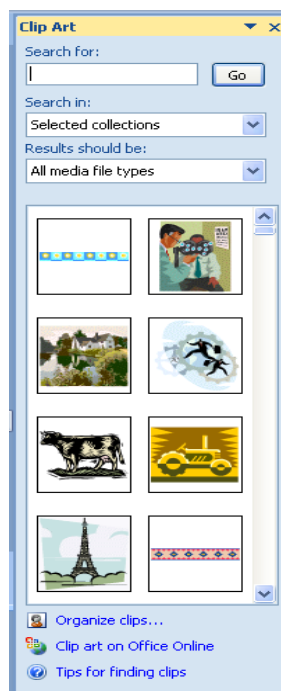 Clip Art
Search for:
Go
Search in:
Selected collections
Results should be:
All media file types
Organize clips...
Clip art on Office Online
Tips for finding clips